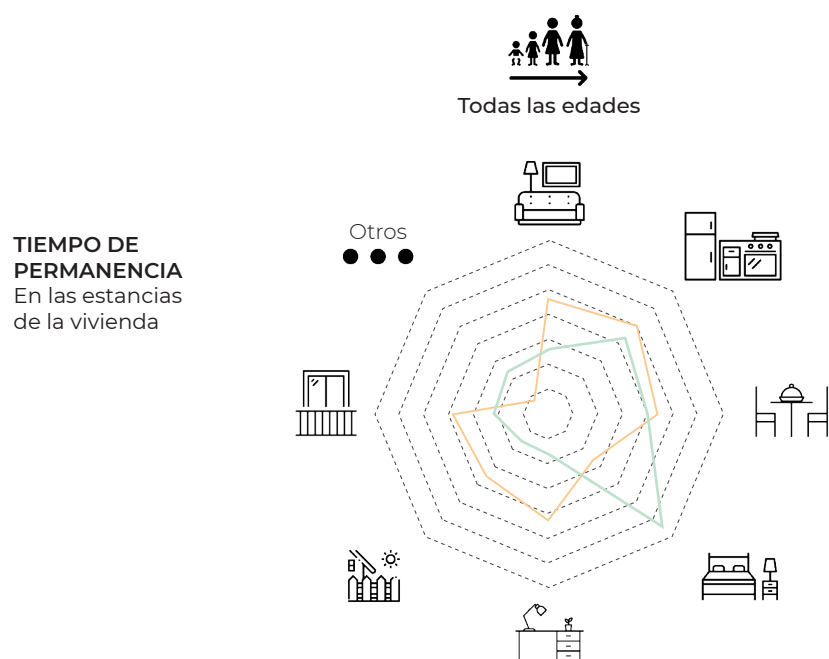 Todas las edades
Otros
TIEMPO DE
PERMANENCIA
En las estancias
de la vivienda